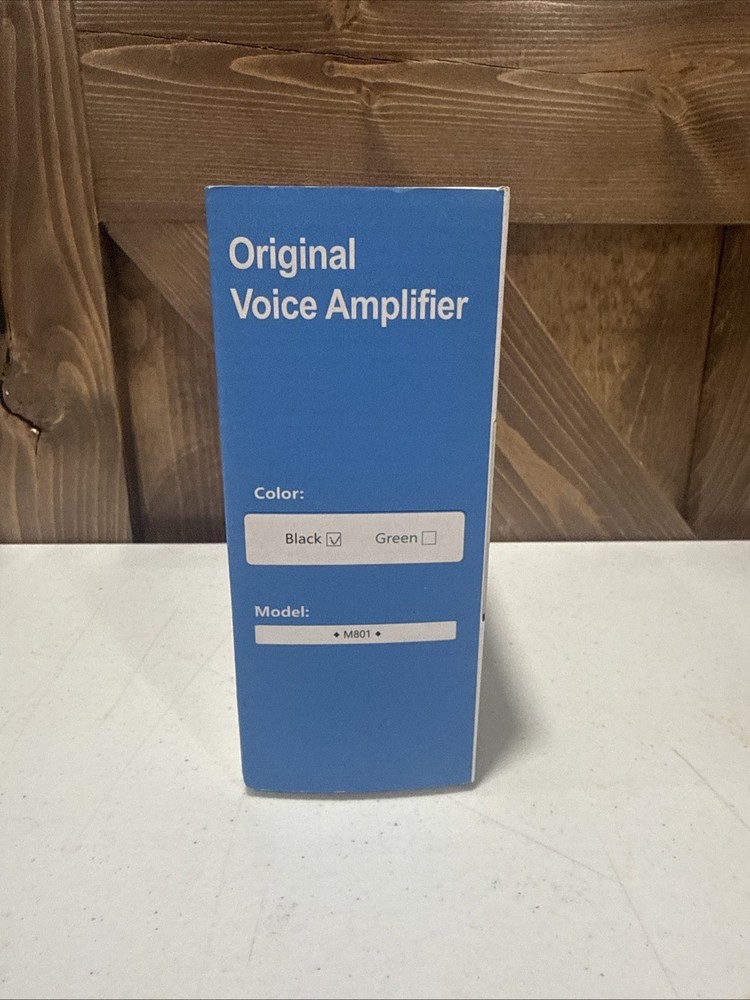 Original
Voice Amplifier
Color:
Black ☑ Green ☐
Model:
◆ M801 ◆